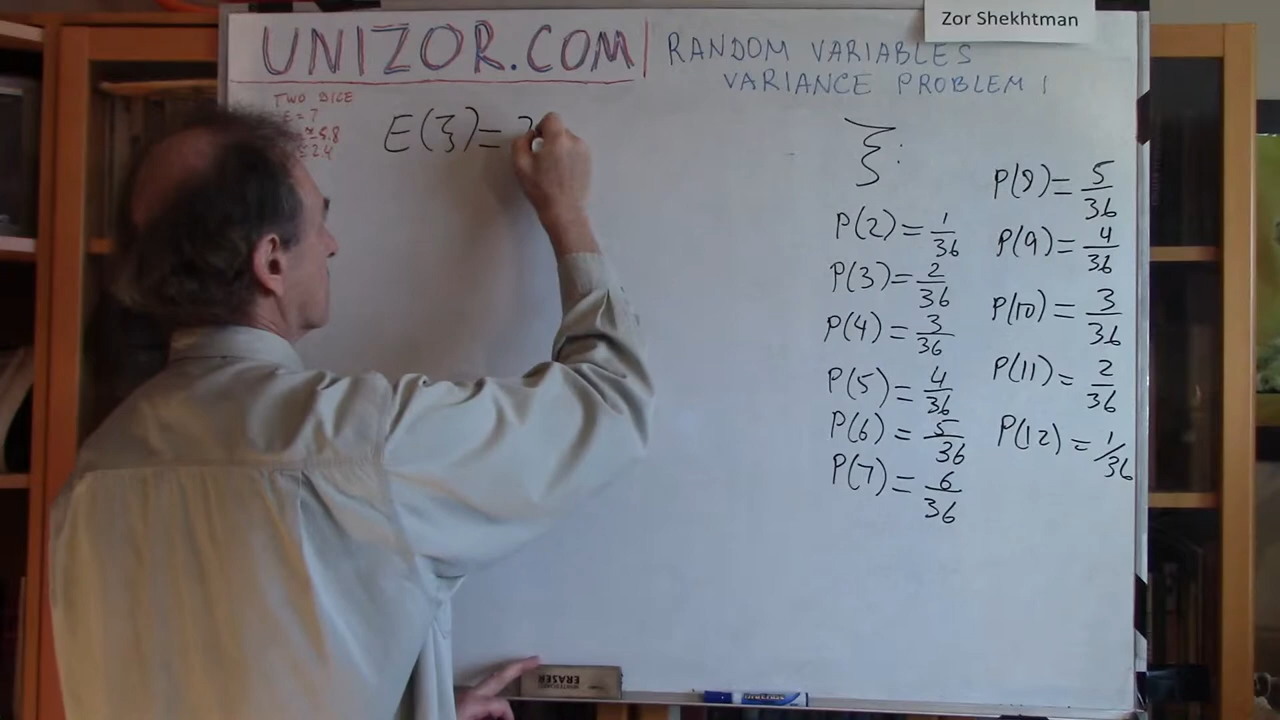 Zor Shekhtman
UNIZOR.COM
RANDOM VARIABLES
VARIANCE PROBLEM 1
TWO DICE
E = 7
≈ 5.8
≈ 2.4
E(ξ) = 2
ξ:
P(2) = 1/36
P(3) = 2/36
P(4) = 3/36
P(5) = 4/36
P(6) = 5/36
P(7) = 6/36
P(8) = 5/36
P(9) = 4/36
P(10) = 3/36
P(11) = 2/36
P(12) = 1/36
ERASER